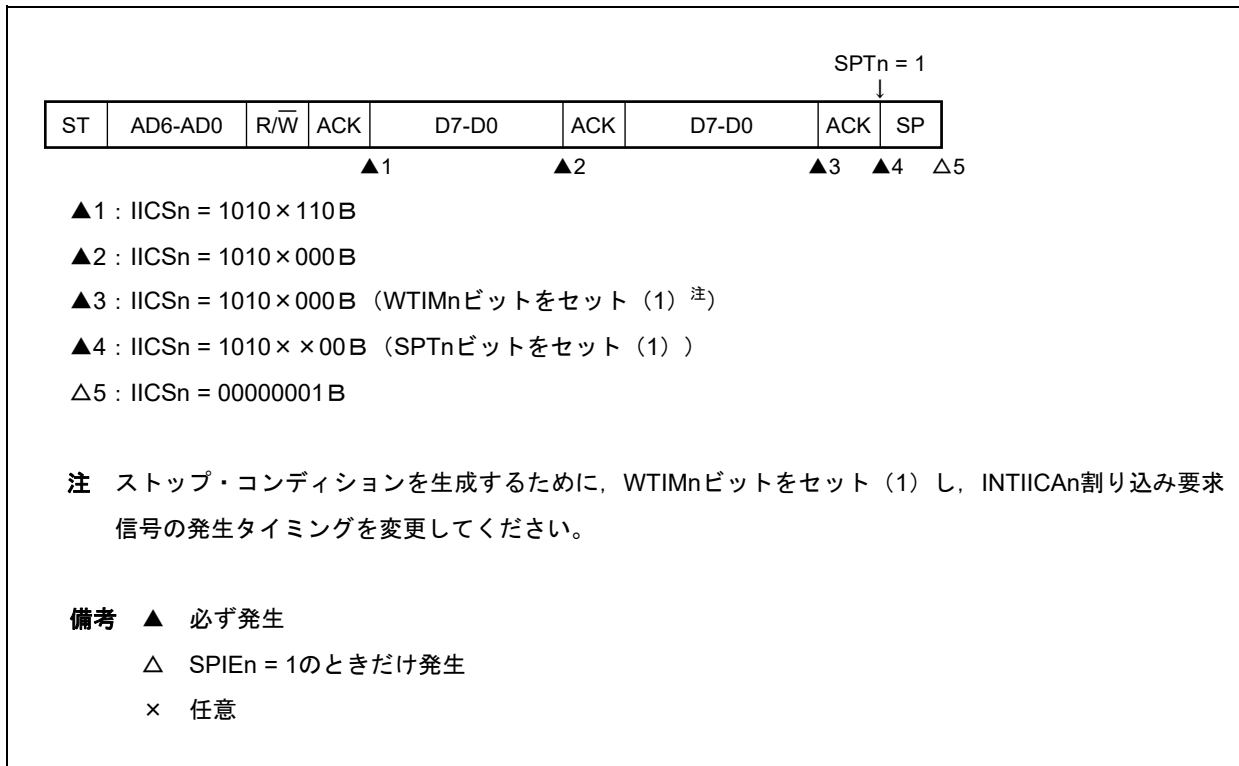 SPTn = 1
↓
ST AD6-AD0 R/W̅ ACK D7-D0 ACK D7-D0 ACK SP
▲1 ▲2 ▲3 ▲4 △5
▲1：IICSn = 1010×110B
▲2：IICSn = 1010×000B
▲3：IICSn = 1010×000B（WTIMnビットをセット（1）注）
▲4：IICSn = 1010××00B（SPTnビットをセット（1））
△5：IICSn = 00000001B
注 ストップ・コンディションを生成するために，WTIMnビットをセット（1）し，INTIICAn割り込み要求
信号の発生タイミングを変更してください。
備考 ▲ 必ず発生
△ SPIEn = 1のときだけ発生
× 任意